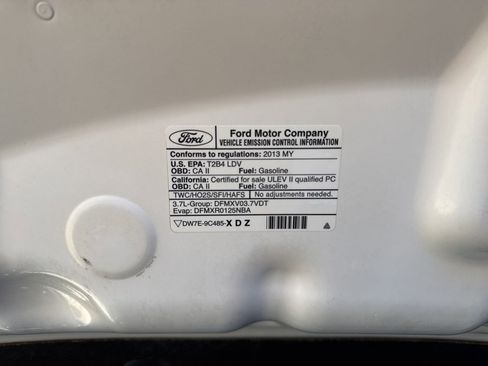 Ford
Ford Motor Company
VEHICLE EMISSION CONTROL INFORMATION
Conforms to regulations: 2013 MY
U.S. EPA: T2B4 LDV
OBD: CA II Fuel: Gasoline
California: Certified for sale ULEV II qualified PC
OBD: CA II Fuel: Gasoline
TWC/HO2S/SFI/HAFS No adjustments needed.
3.7L-Group: DFMXV03.7VDT
Evap: DFMXR0125NBA
DW7E-9C485-XDZ